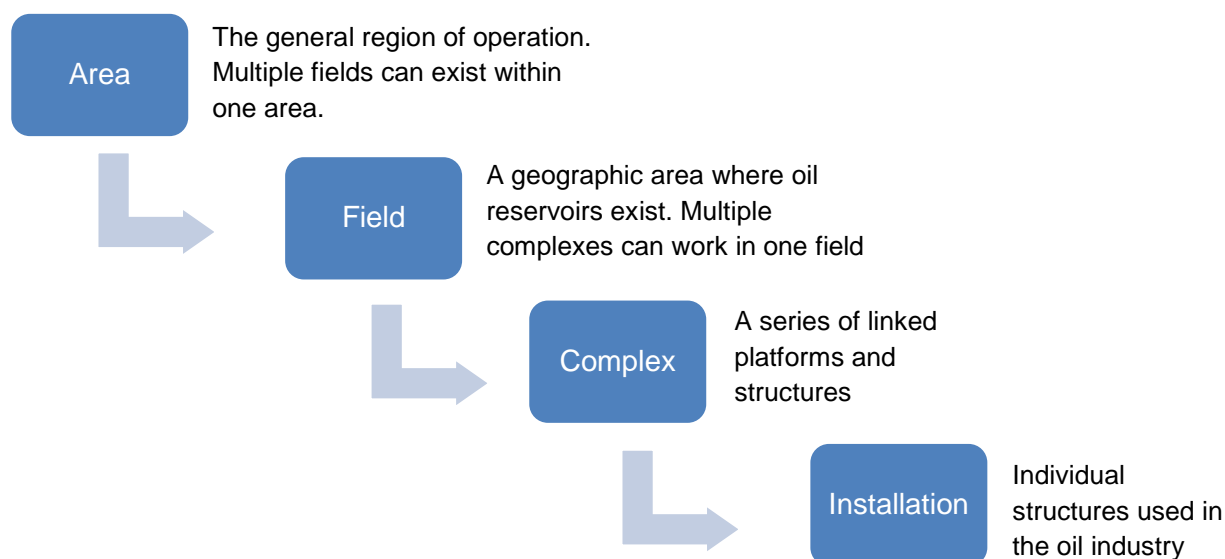 Area
The general region of operation.
Multiple fields can exist within
one area.
Field
A geographic area where oil
reservoirs exist. Multiple
complexes can work in one field
Complex
A series of linked
platforms and
structures
Installation
Individual
structures used in
the oil industry